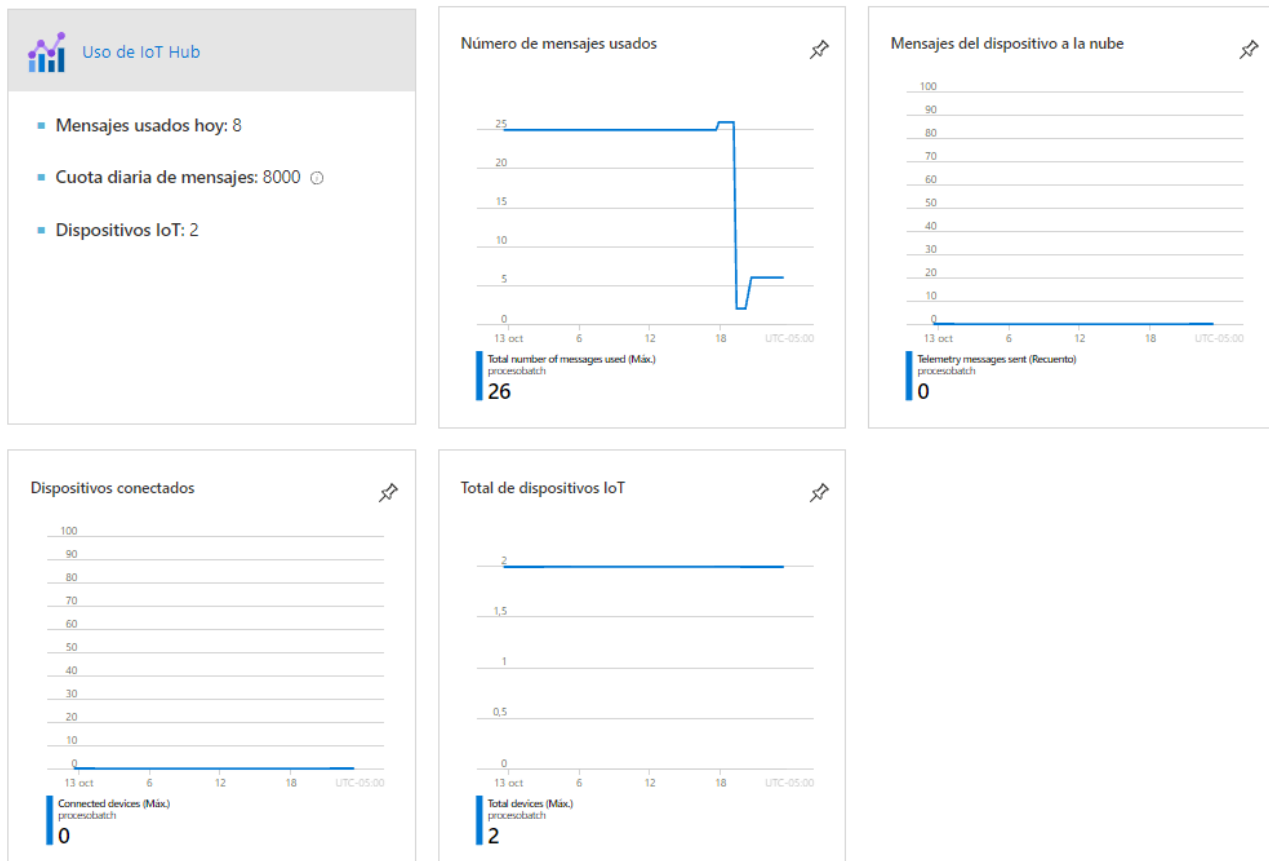 Uso de IoT Hub
Mensajes usados hoy: 8
Cuota diaria de mensajes: 8000
Dispositivos IoT: 2
Número de mensajes usados
25
20
15
10
5
0
13 oct 6 12 18 UTC-05:00
Total number of messages used (Máx.)
procesobatch
26
Mensajes del dispositivo a la nube
100
90
80
70
60
50
40
30
20
10
0
13 oct 6 12 18 UTC-05:00
Telemetry messages sent (Recuento)
procesobatch
0
Dispositivos conectados
100
90
80
70
60
50
40
30
20
10
0
13 oct 6 12 18 UTC-05:00
Connected devices (Máx.)
procesobatch
0
Total de dispositivos IoT
2
1,5
1
0,5
0
13 oct 6 12 18 UTC-05:00
Total devices (Máx.)
procesobatch
2